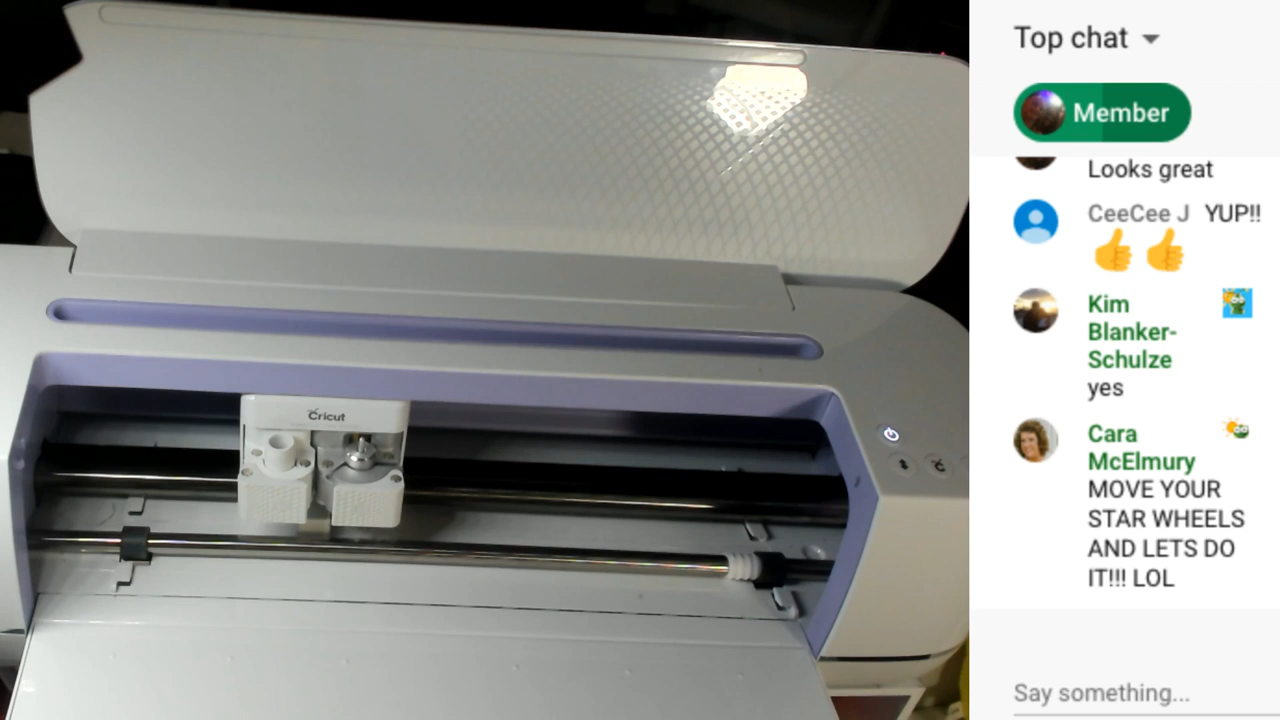 Cricut
Top chat
Member
Looks great
CeeCee J YUP!!
Kim
Blanker-
Schulze
yes
Cara
McElmury
MOVE YOUR
STAR WHEELS
AND LETS DO
IT!!! LOL
Say something...